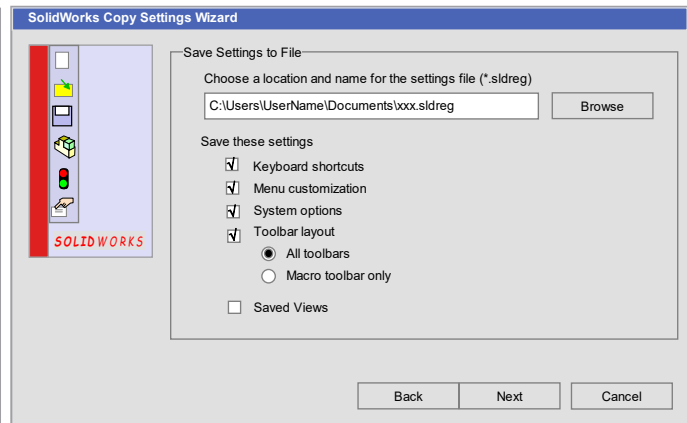 SolidWorks Copy Settings Wizard
Save Settings to File
Choose a location and name for the settings file (*.sldreg)
C:\Users\UserName\Documents\xxx.sldreg
Browse
Save these settings
Keyboard shortcuts
Menu customization
System options
Toolbar layout
All toolbars
Macro toolbar only
Saved Views
SOLIDWORKS
Back
Next
Cancel